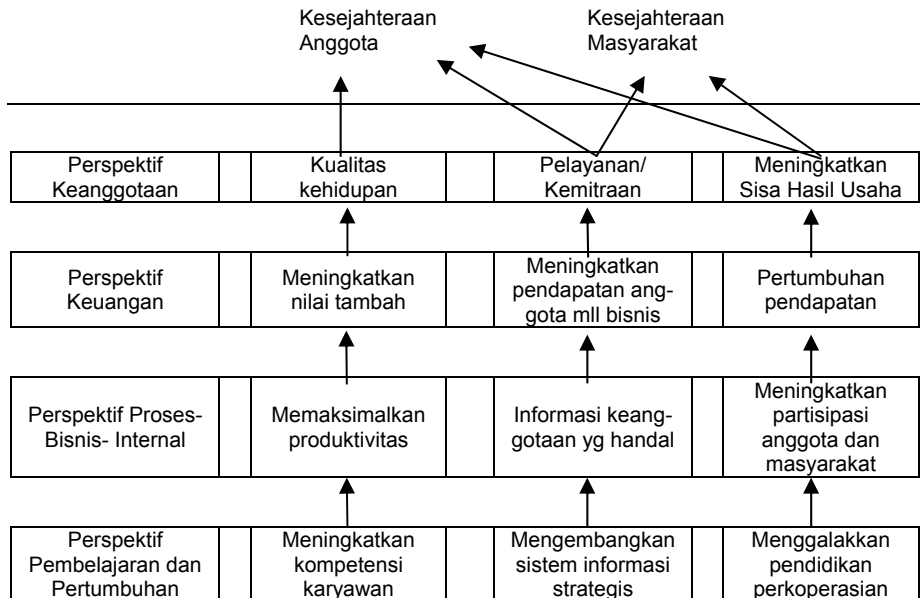 Kesejahteraan
Anggota
Kesejahteraan
Masyarakat
Perspektif
Keanggotaan
Kualitas
kehidupan
Pelayanan/
Kemitraan
Meningkatkan
Sisa Hasil Usaha
Perspektif
Keuangan
Meningkatkan
nilai tambah
Meningkatkan
pendapatan ang-
gota mll bisnis
Pertumbuhan
pendapatan
Perspektif Proses-
Bisnis- Internal
Memaksimalkan
produktivitas
Informasi keang-
gotaan yg handal
Meningkatkan
partisipasi
anggota dan
masyarakat
Perspektif
Pembelajaran dan
Pertumbuhan
Meningkatkan
kompetensi
karyawan
Mengembangkan
sistem informasi
strategis
Menggalakkan
pendidikan
perkoperasian